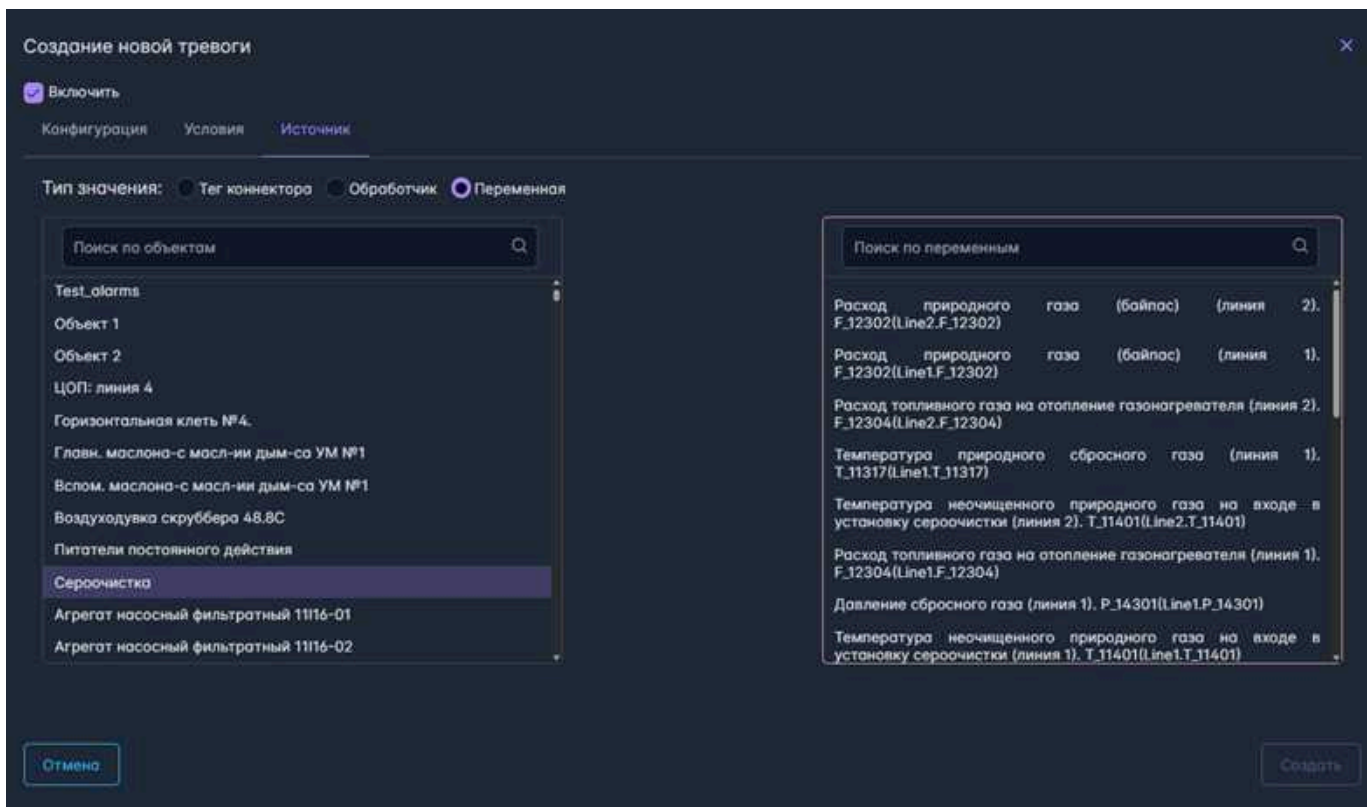 Создание новой тревоги
Включить
Конфигурация Условия Источник
Тип значения: Тег коннектора Обработчик Переменная
Поиск по объектам
Test_alarms
Объект 1
Объект 2
ЦОП: линия 4
Горизонтальная клеть №4.
Главн. маслона-с масл-ии дым-са УМ №1
Вспом. маслона-с масл-ии дым-са УМ №1
Воздуходувка скруббера 48.8С
Питатели постоянного действия
Сероочистка
Агрегат насосный фильтратный 11I16-01
Агрегат насосный фильтратный 11I16-02
Поиск по переменным
Расход природного газа (байпас) (линия 2).
F_12302(Line2.F_12302)
Расход природного газа (байпас) (линия 1).
F_12302(Line1.F_12302)
Расход топливного газа на отопление газонагревателя (линия 2).
F_12304(Line2.F_12304)
Температура природного сбросного газа (линия 1).
T_11317(Line1.T_11317)
Температура неочищенного природного газа на входе в
установку сероочистки (линия 2). T_11401(Line2.T_11401)
Расход топливного газа на отопление газонагревателя (линия 1).
F_12304(Line1.F_12304)
Давление сбросного газа (линия 1). P_14301(Line1.P_14301)
Температура неочищенного природного газа на входе в
установку сероочистки (линия 1). T_11401(Line1.T_11401)
Отмена
Создать